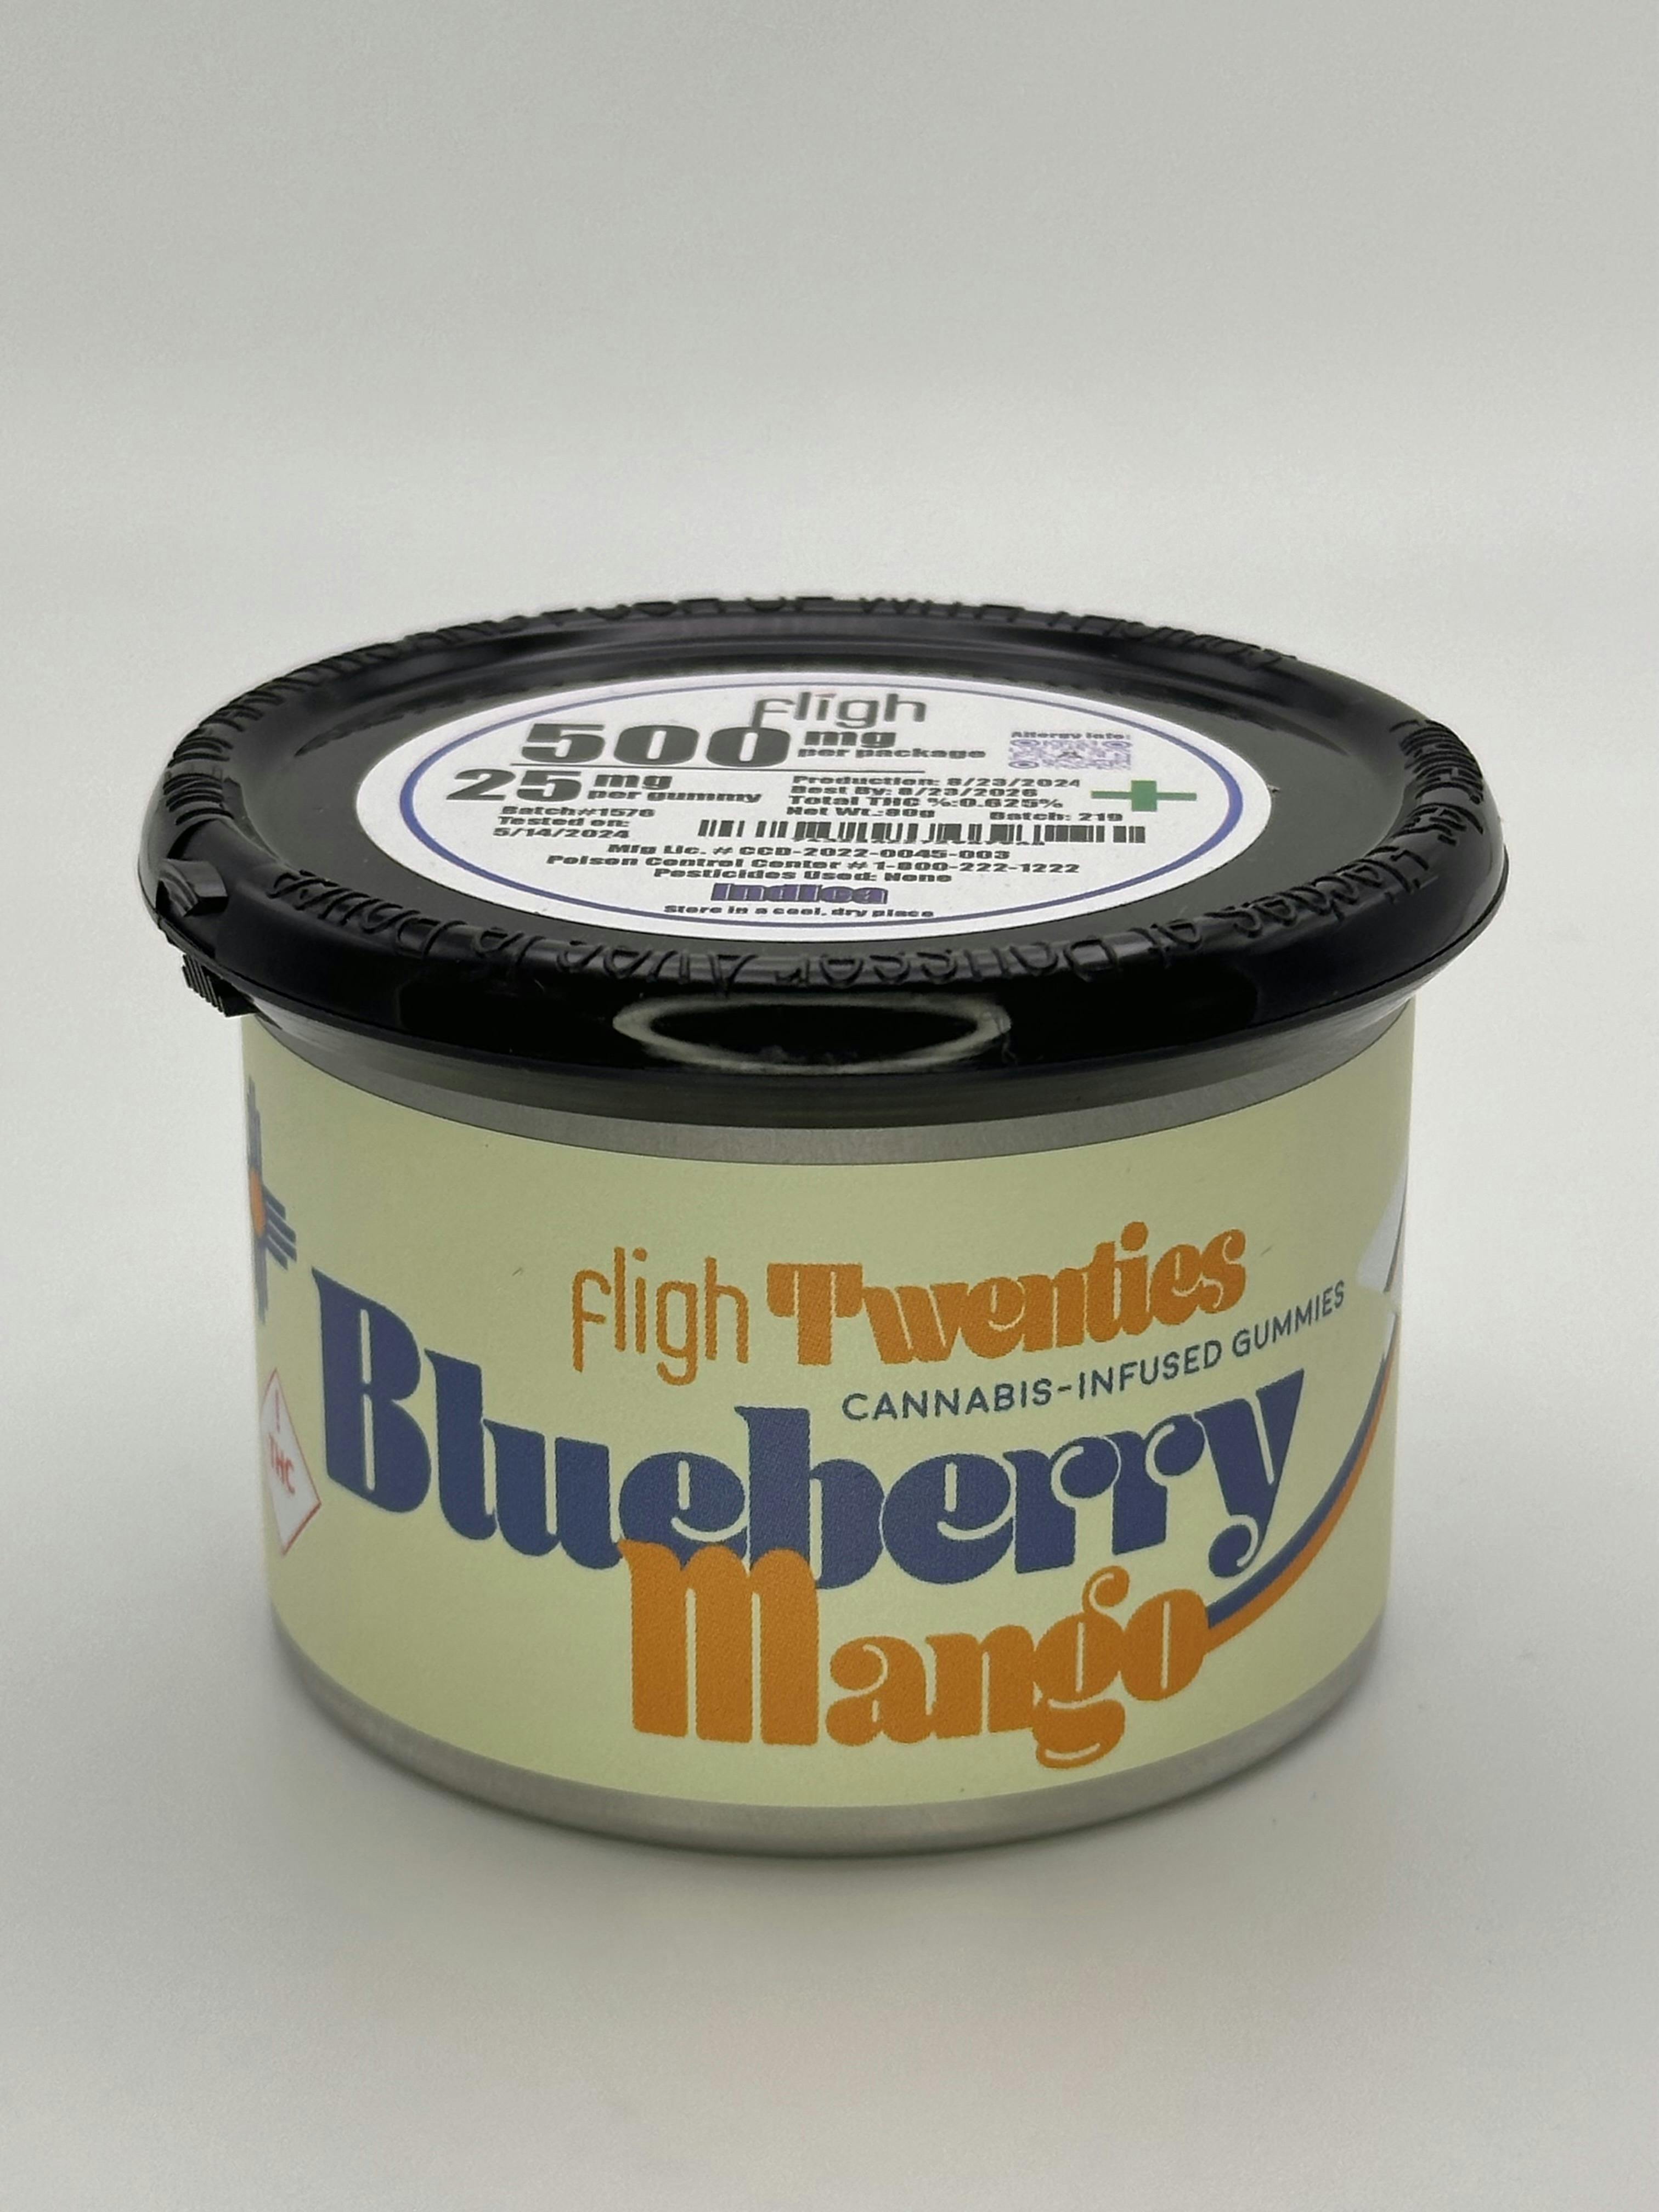 fligh
500 mg
per package
Allergy Info:
25 mg
per gummy
Production: 8/23/2024
Best By: 8/23/2026
Total THC %:0.625%
Net Wt.:80g
Batch: 219
Batch#1576
Tested on:
5/14/2024
Mfg Lic. # CCD-2022-0045-003
Poison Control Center # 1-800-222-1222
Pesticides Used: None
Indica
Store in a cool, dry place
fligh Twenties
CANNABIS-INFUSED GUMMIES
Blueberry
Mango
!
THC